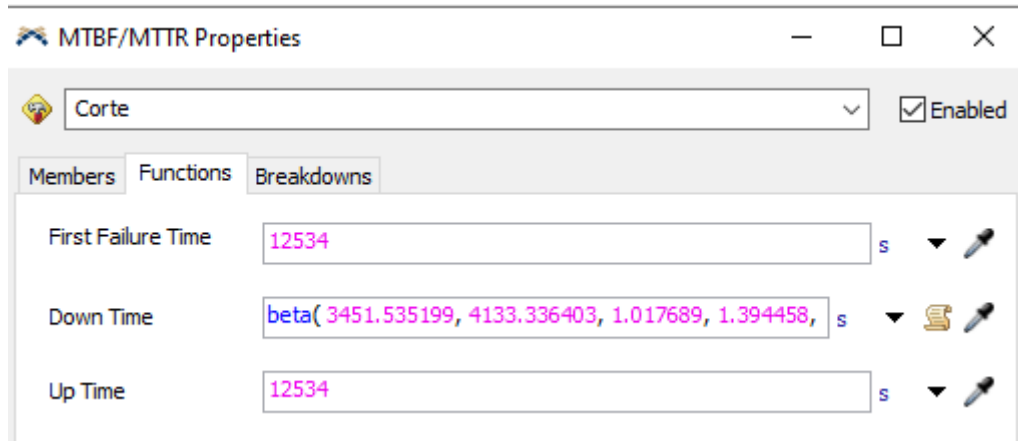 MTBF/MTTR Properties
Corte
Enabled
Members Functions Breakdowns
First Failure Time 12534 s
Down Time beta( 3451.535199, 4133.336403, 1.017689, 1.394458, s
Up Time 12534 s